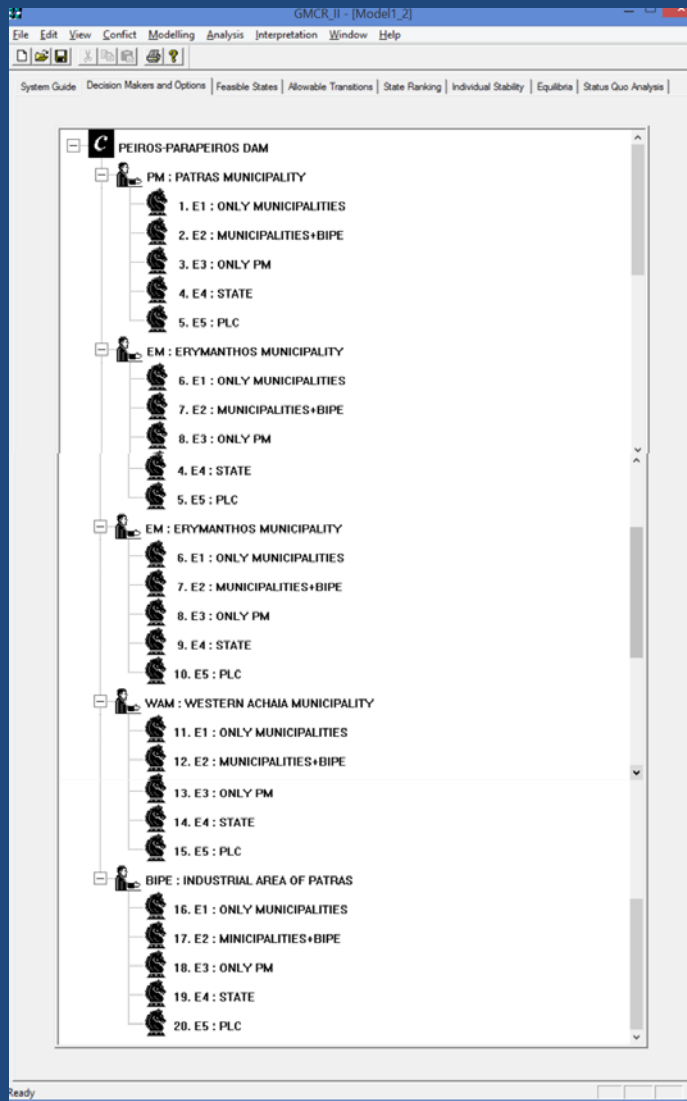 GMCR_II - [Model1_2]
File Edit View Confict Modelling Analysis Interpretation Window Help
System Guide Decision Makers and Options Feasible States Allowable Transitions State Ranking Individual Stability Equilibria Status Quo Analysis
C PEIROS-PARAPEIROS DAM
PM : PATRAS MUNICIPALITY
1. E1 : ONLY MUNICIPALITIES
2. E2 : MUNICIPALITIES+BIPE
3. E3 : ONLY PM
4. E4 : STATE
5. E5 : PLC
EM : ERYMANTHOS MUNICIPALITY
6. E1 : ONLY MUNICIPALITIES
7. E2 : MUNICIPALITIES+BIPE
8. E3 : ONLY PM
4. E4 : STATE
5. E5 : PLC
EM : ERYMANTHOS MUNICIPALITY
6. E1 : ONLY MUNICIPALITIES
7. E2 : MUNICIPALITIES+BIPE
8. E3 : ONLY PM
9. E4 : STATE
10. E5 : PLC
WAM : WESTERN ACHAIA MUNICIPALITY
11. E1 : ONLY MUNICIPALITIES
12. E2 : MUNICIPALITIES+BIPE
13. E3 : ONLY PM
14. E4 : STATE
15. E5 : PLC
BIPE : INDUSTRIAL AREA OF PATRAS
16. E1 : ONLY MUNICIPALITIES
17. E2 : MINICIPALITIES+BIPE
18. E3 : ONLY PM
19. E4 : STATE
20. E5 : PLC
Ready